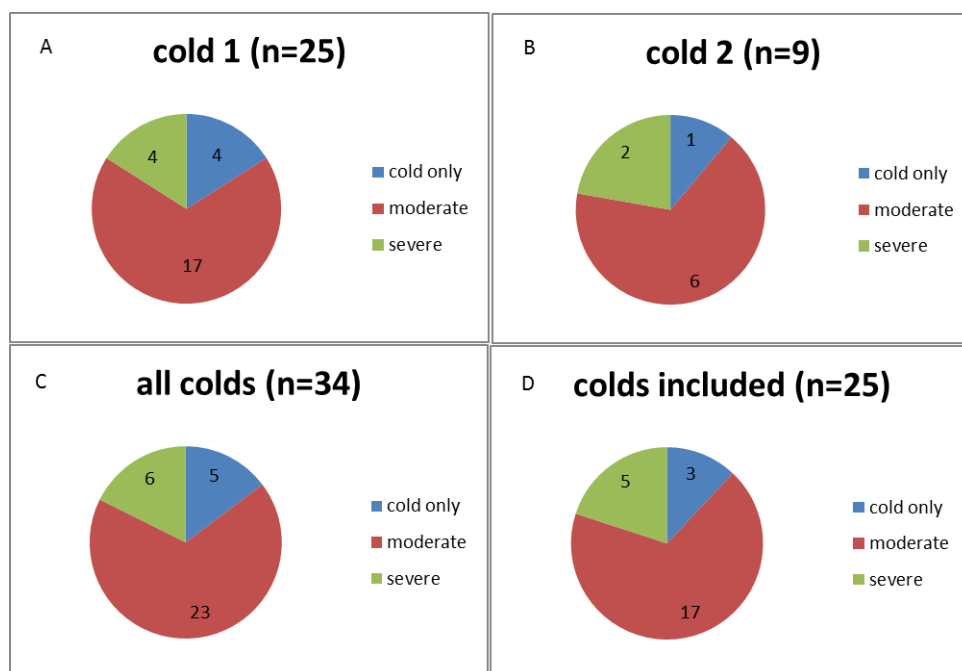 A
cold 1 (n=25)
4
4
17
cold only
moderate
severe
B
cold 2 (n=9)
2
1
6
cold only
moderate
severe
C
all colds (n=34)
6
5
23
cold only
moderate
severe
D
colds included (n=25)
5
3
17
cold only
moderate
severe